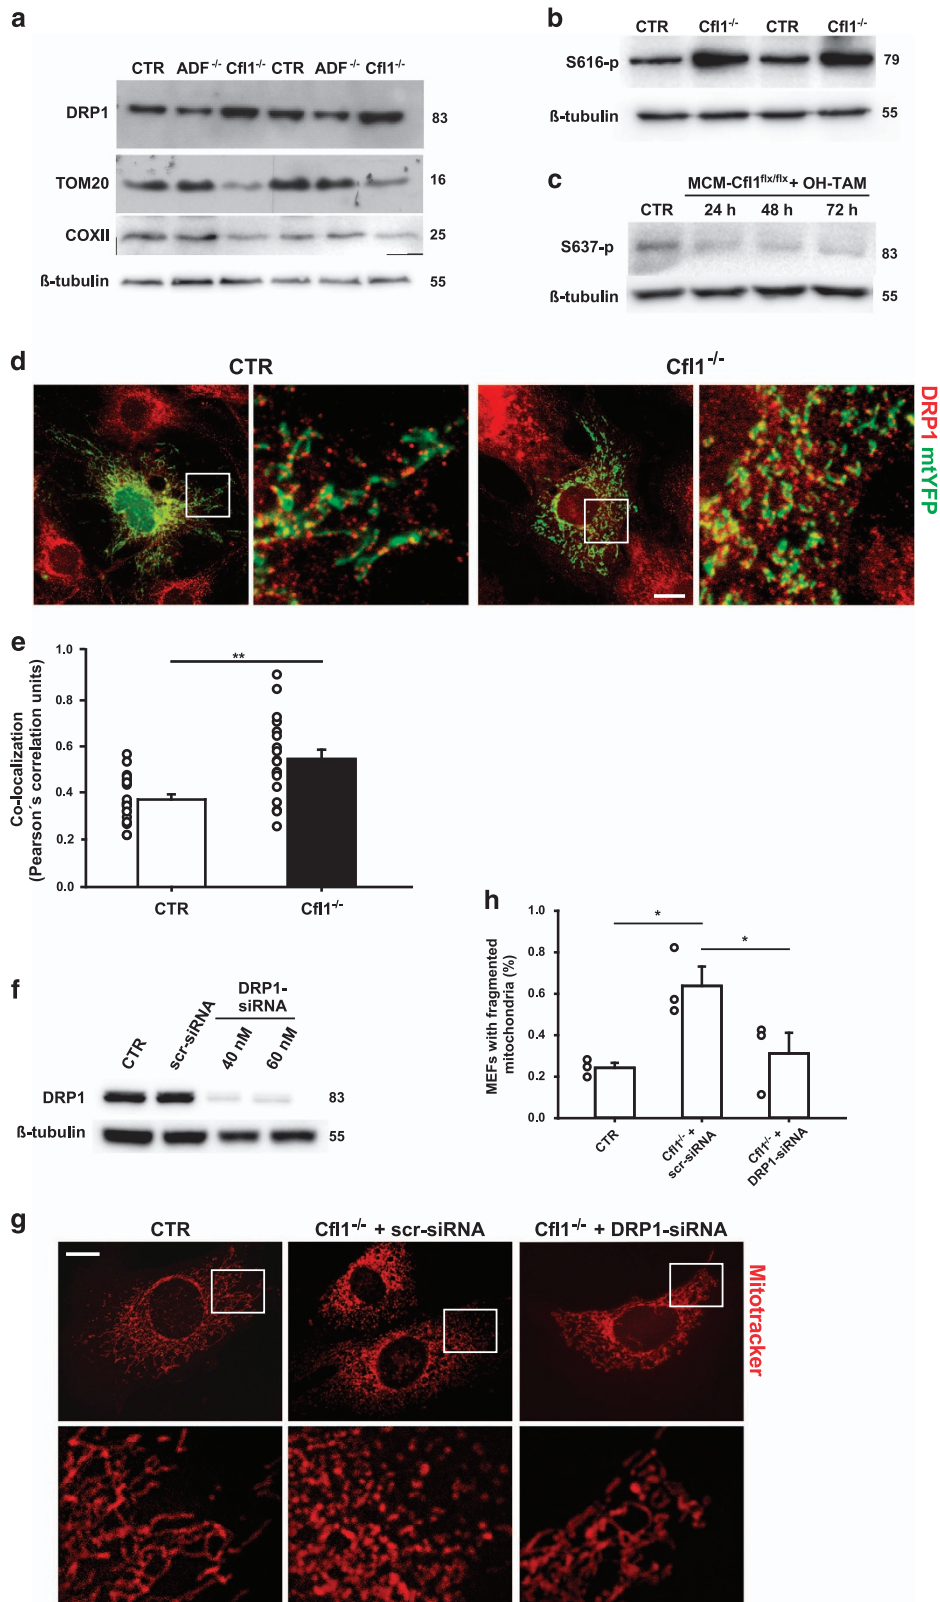 a
CTR ADF-/- Cfl1-/- CTR ADF-/- Cfl1-/-
DRP1
83
TOM20
16
COXII
25
ß-tubulin
55
b
CTR Cfl1-/- CTR Cfl1-/-
S616-p
79
ß-tubulin
55
c
MCM-Cfl1flx/flx+ OH-TAM
CTR 24 h 48 h 72 h
S637-p
83
ß-tubulin
55
d
CTR
Cfl1-/-
DRP1 mtYFP
e
Co-localization
(Pearson´s correlation units)
1.0
0.8
0.6
0.4
0.2
0.0
**
CTR
Cfl1-/-
f
CTR
scr-siRNA
DRP1-
siRNA
40 nM
60 nM
DRP1
83
ß-tubulin
55
h
MEFs with fragmented
mitochondria (%)
1.0
0.8
0.6
0.4
0.2
0.0
*
*
CTR
Cfl1-/- +
scr-siRNA
Cfl1-/- +
DRP1-siRNA
g
CTR
Cfl1-/- + scr-siRNA
Cfl1-/- + DRP1-siRNA
Mitotracker